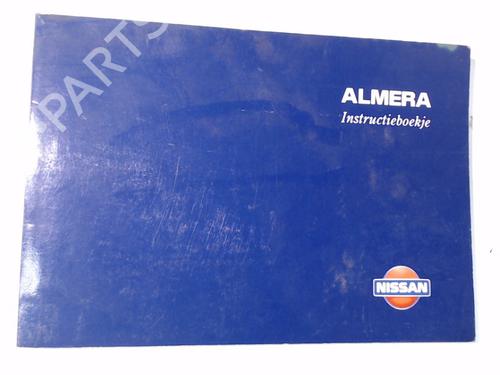 PARTS
ALMERA
Instructieboekje
NISSAN